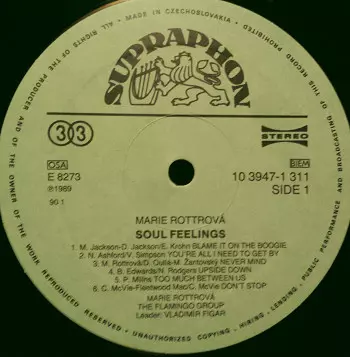 ALL RIGHTS OF THE PRODUCER AND OF THE OWNER OF THE WORK REPRODUCED RESERVED • UNAUTHORIZED COPYING - HIRING - LENDING - PUBLIC PERFORMANCE AND BROADCASTING OF THIS RECORD PROHIBITED • MADE IN CZECHOSLOVAKIA •
SUPRAPHON
33
STEREO
OSA
BIEM
E 8273
10 3947-1 311
℗1989
SIDE 1
90 1
MARIE ROTTROVÁ
SOUL FEELINGS
1. M. Jackson-D. Jackson/E. Krohn BLAME IT ON THE BOOGIE
2. N. Ashford/V. Simpson YOU'RE ALL I NEED TO GET BY
3. M. Rottrová/D. Oulíš-M. Žantovský NEVER MIND
4. B. Edwards/N. Rodgers UPSIDE DOWN
5. P. Milns TOO MUCH BETWEEN US
6. C. McVie-Fleetwood Mac/C. McVie DON'T STOP
MARIE ROTTROVÁ
THE FLAMINGO GROUP
Leader: VLADIMÍR FIGAR